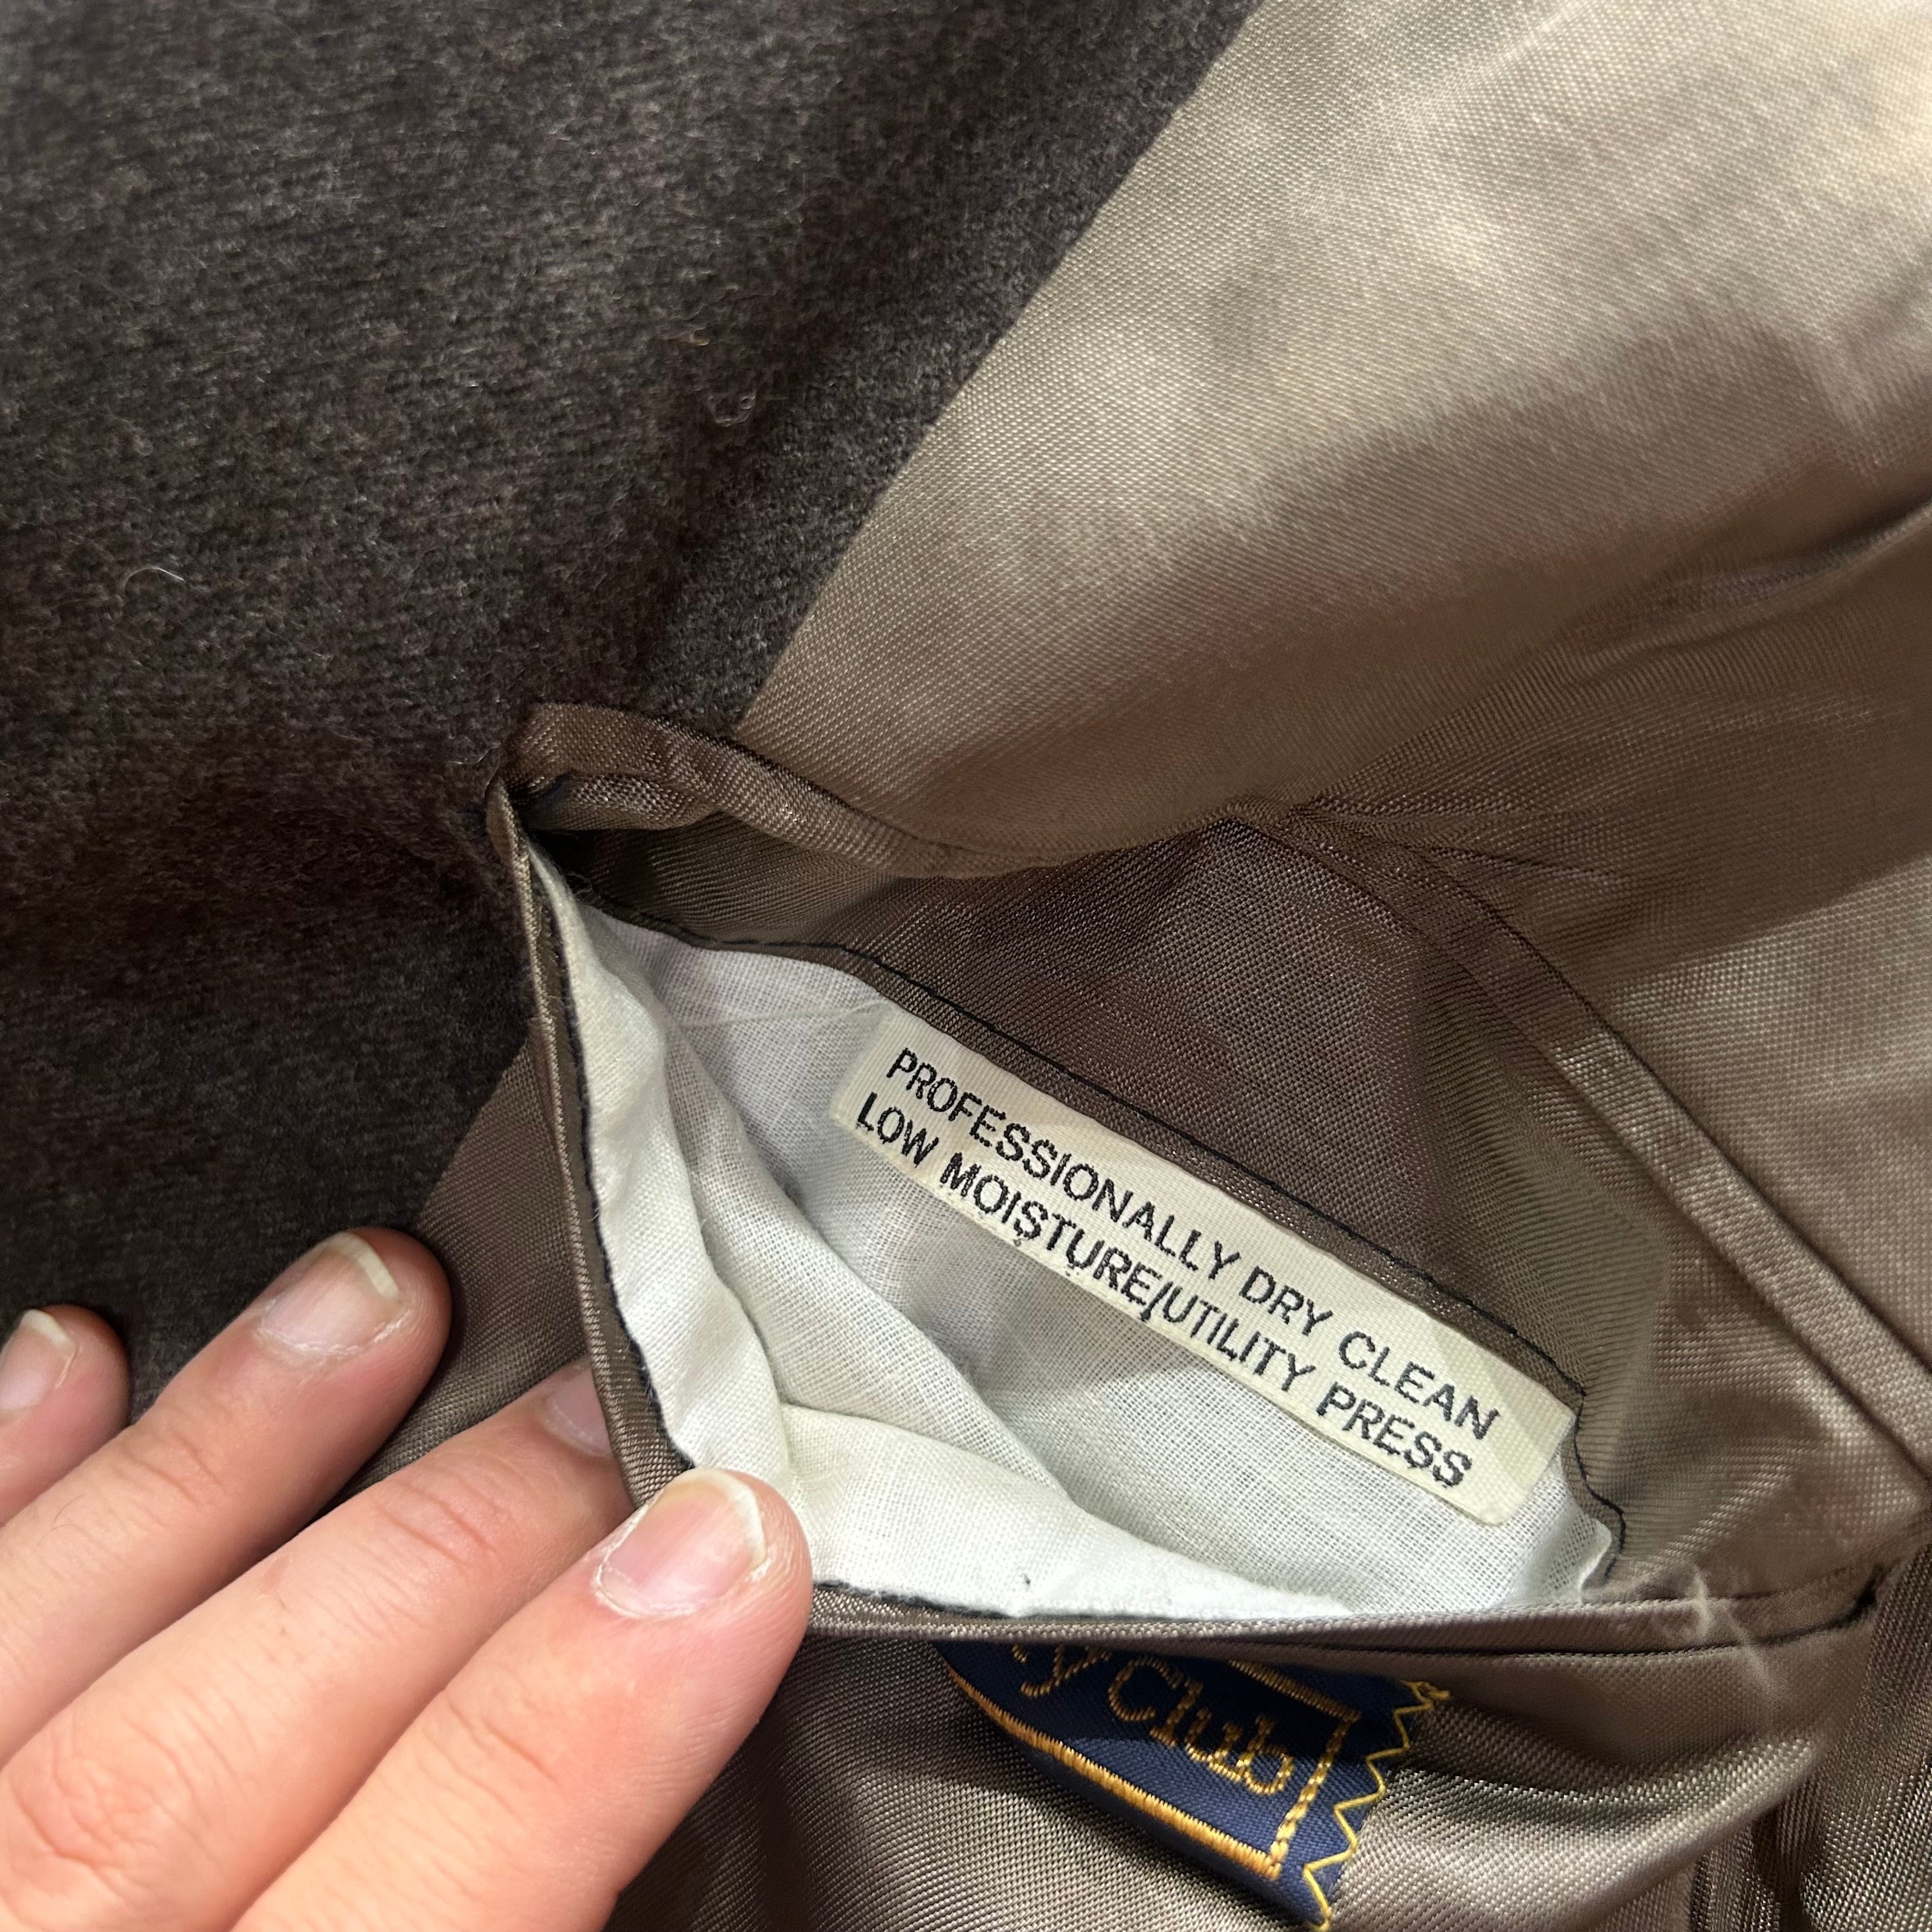 PROFESSIONALLY DRY CLEAN
LOW MOISTURE/UTILITY PRESS
Club